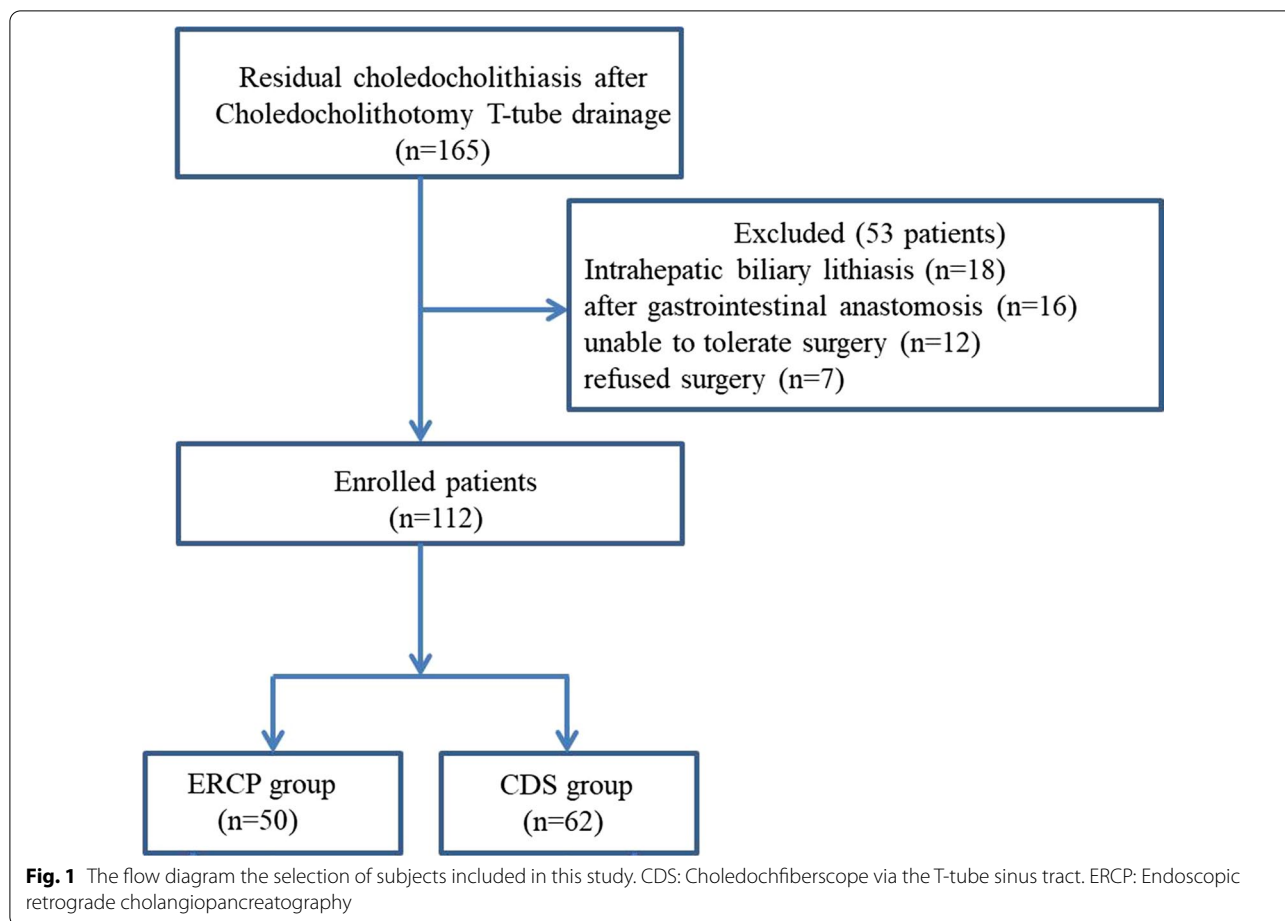 Residual choledocholithiasis after
Choledocholithotomy T-tube drainage
(n=165)
Excluded (53 patients)
Intrahepatic biliary lithiasis (n=18)
after gastrointestinal anastomosis (n=16)
unable to tolerate surgery (n=12)
refused surgery (n=7)
Enrolled patients
(n=112)
ERCP group
(n=50)
CDS group
(n=62)
Fig. 1 The flow diagram the selection of subjects included in this study. CDS: Choledochfiberscope via the T-tube sinus tract. ERCP: Endoscopic
retrograde cholangiopancreatography